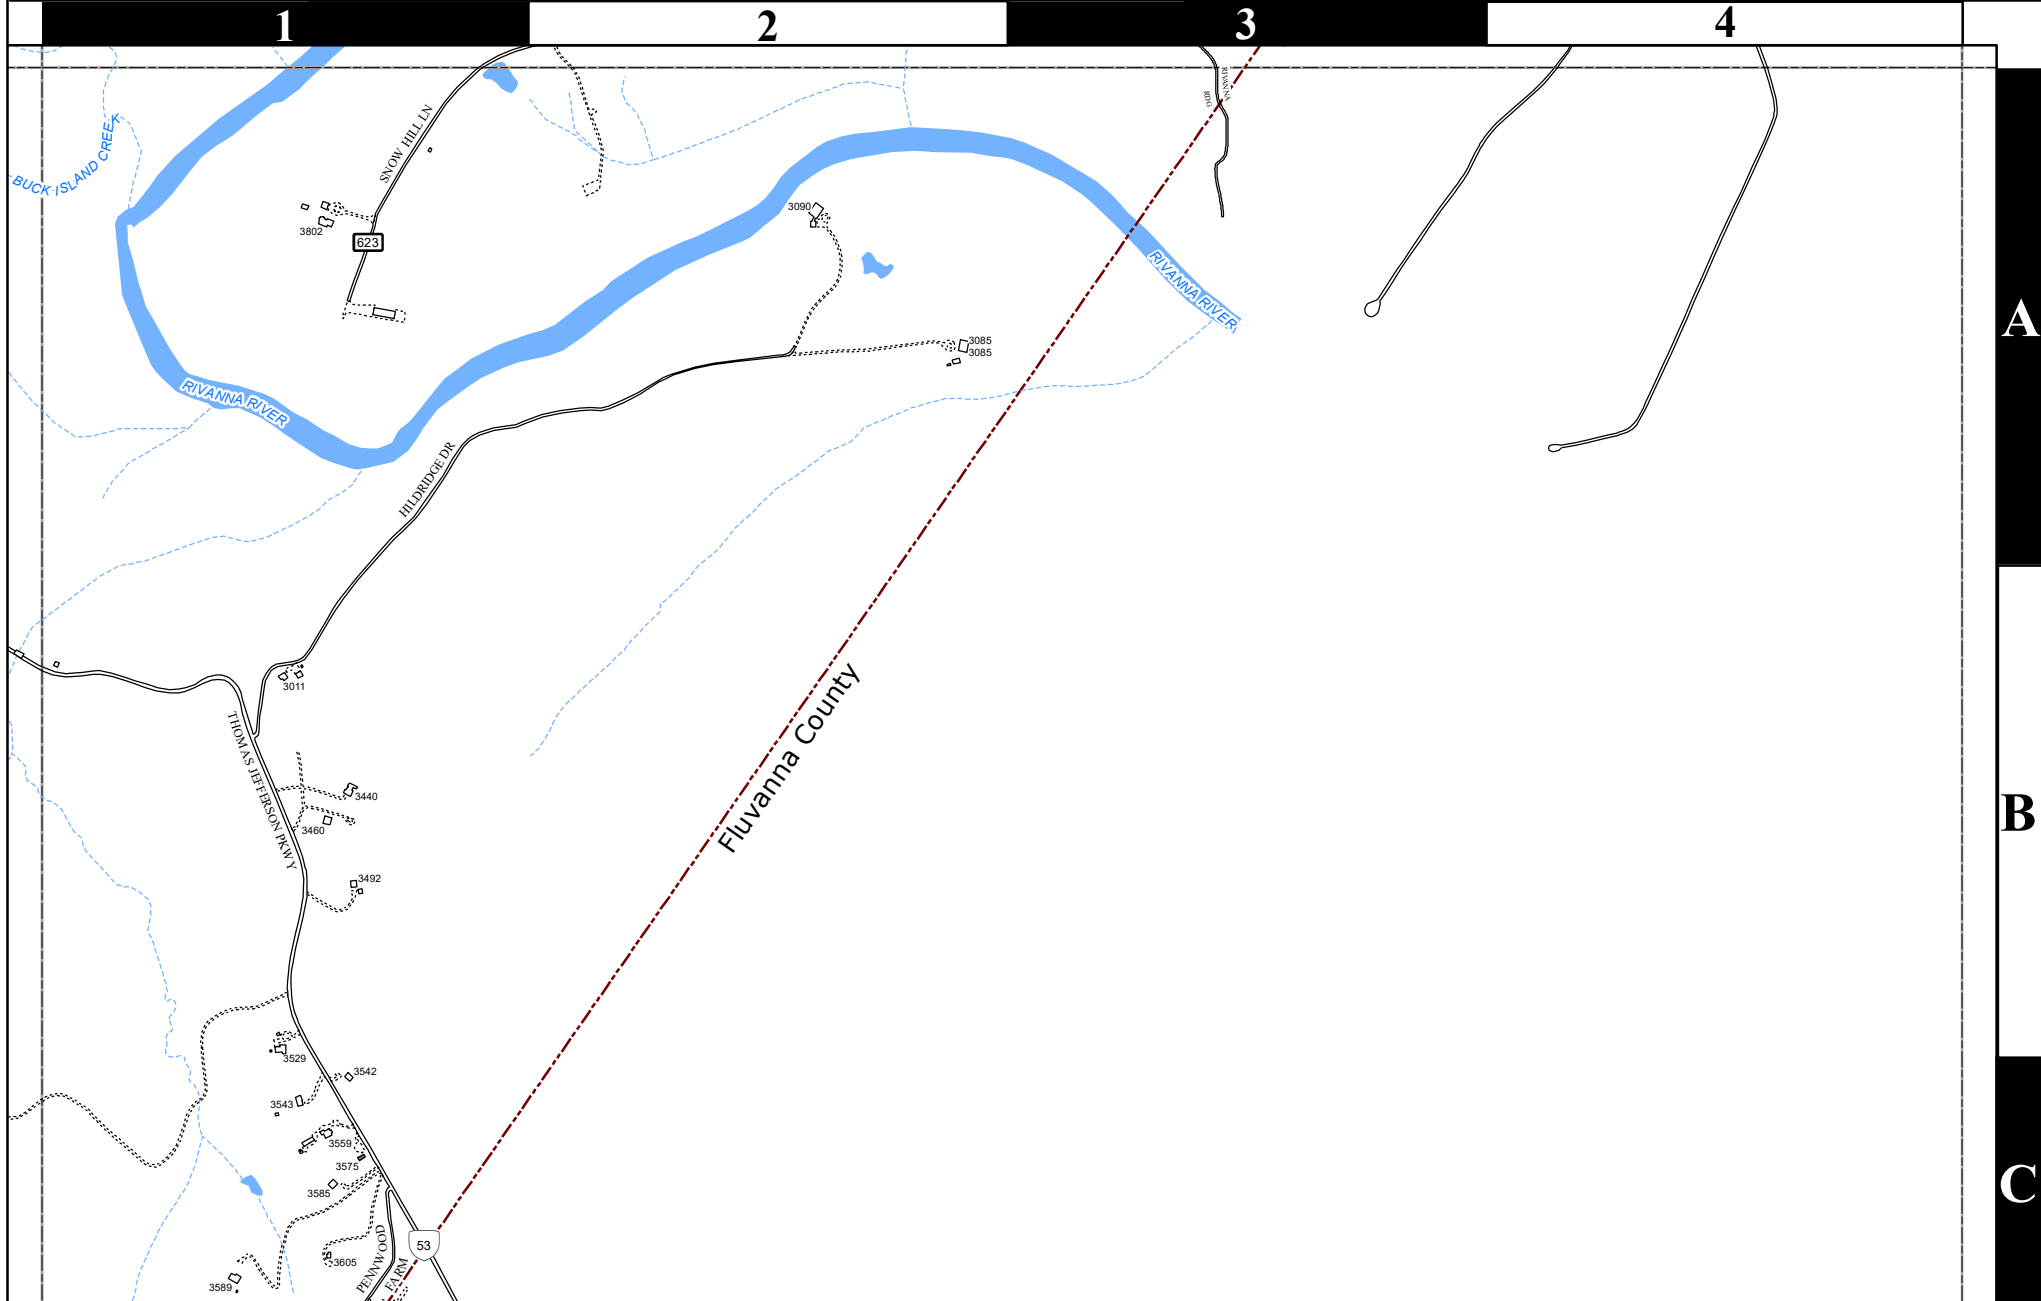 1
2
3
4
RIVANNA
RDG
BUCK ISLAND CREEK
SNOW HILL LN
3802
623
3090
RIVANNA RIVER
A
3085
3085
RIVANNA RIVER
HILDRIDGE DR
3011
Fluvanna County
THOMAS JEFFERSON PKWY
3440
3460
B
3492
3529
3542
3543
3559
3575
3585
C
53
PENNWOOD
FARM
3605
3589